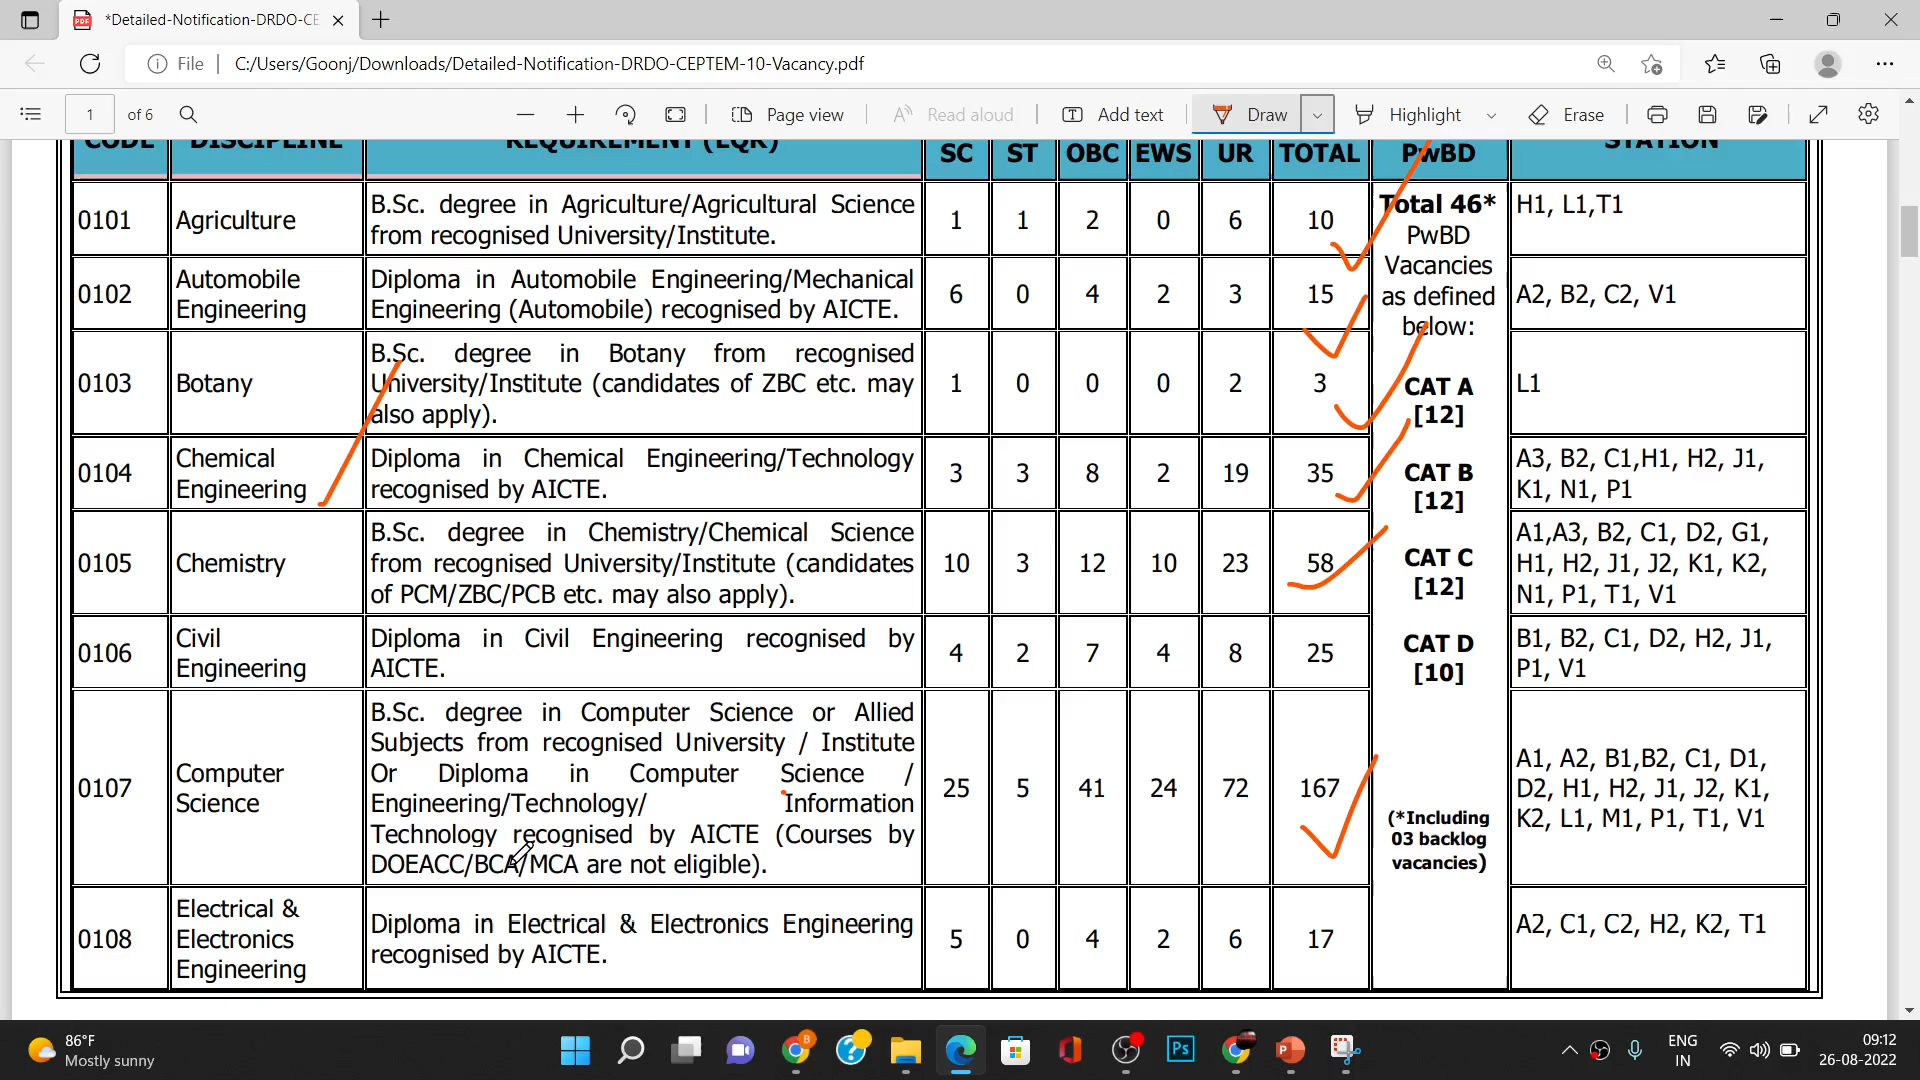 *Detailed-Notification-DRDO-CE
File
C:/Users/Goonj/Downloads/Detailed-Notification-DRDO-CEPTEM-10-Vacancy.pdf
1 of 6
Page view
Read aloud
Add text
Draw
Highlight
Erase
CODE DISCIPLINE REQUIREMENT (EQR) SC ST OBC EWS UR TOTAL PwBD STATION
0101 Agriculture
B.Sc. degree in Agriculture/Agricultural Science
from recognised University/Institute.
1 1 2 0 6 10
H1, L1,T1
0102
Automobile
Engineering
Diploma in Automobile Engineering/Mechanical
Engineering (Automobile) recognised by AICTE.
6 0 4 2 3 15
A2, B2, C2, V1
0103 Botany
B.Sc. degree in Botany from recognised
University/Institute (candidates of ZBC etc. may
also apply).
1 0 0 0 2 3
L1
0104
Chemical
Engineering
Diploma in Chemical Engineering/Technology
recognised by AICTE.
3 3 8 2 19 35
A3, B2, C1,H1, H2, J1,
K1, N1, P1
0105 Chemistry
B.Sc. degree in Chemistry/Chemical Science
from recognised University/Institute (candidates
of PCM/ZBC/PCB etc. may also apply).
10 3 12 10 23 58
A1,A3, B2, C1, D2, G1,
H1, H2, J1, J2, K1, K2,
N1, P1, T1, V1
0106
Civil
Engineering
Diploma in Civil Engineering recognised by
AICTE.
4 2 7 4 8 25
B1, B2, C1, D2, H2, J1,
P1, V1
0107
Computer
Science
B.Sc. degree in Computer Science or Allied
Subjects from recognised University / Institute
Or Diploma in Computer Science /
Engineering/Technology/ Information
Technology recognised by AICTE (Courses by
DOEACC/BCA/MCA are not eligible).
25 5 41 24 72 167
A1, A2, B1,B2, C1, D1,
D2, H1, H2, J1, J2, K1,
K2, L1, M1, P1, T1, V1
0108
Electrical &
Electronics
Engineering
Diploma in Electrical & Electronics Engineering
recognised by AICTE.
5 0 4 2 6 17
A2, C1, C2, H2, K2, T1
Total 46*
PwBD
Vacancies
as defined
below:
CAT A
[12]
CAT B
[12]
CAT C
[12]
CAT D
[10]
(*Including
03 backlog
vacancies)
86°F
Mostly sunny
ENG
IN
09:12
26-08-2022